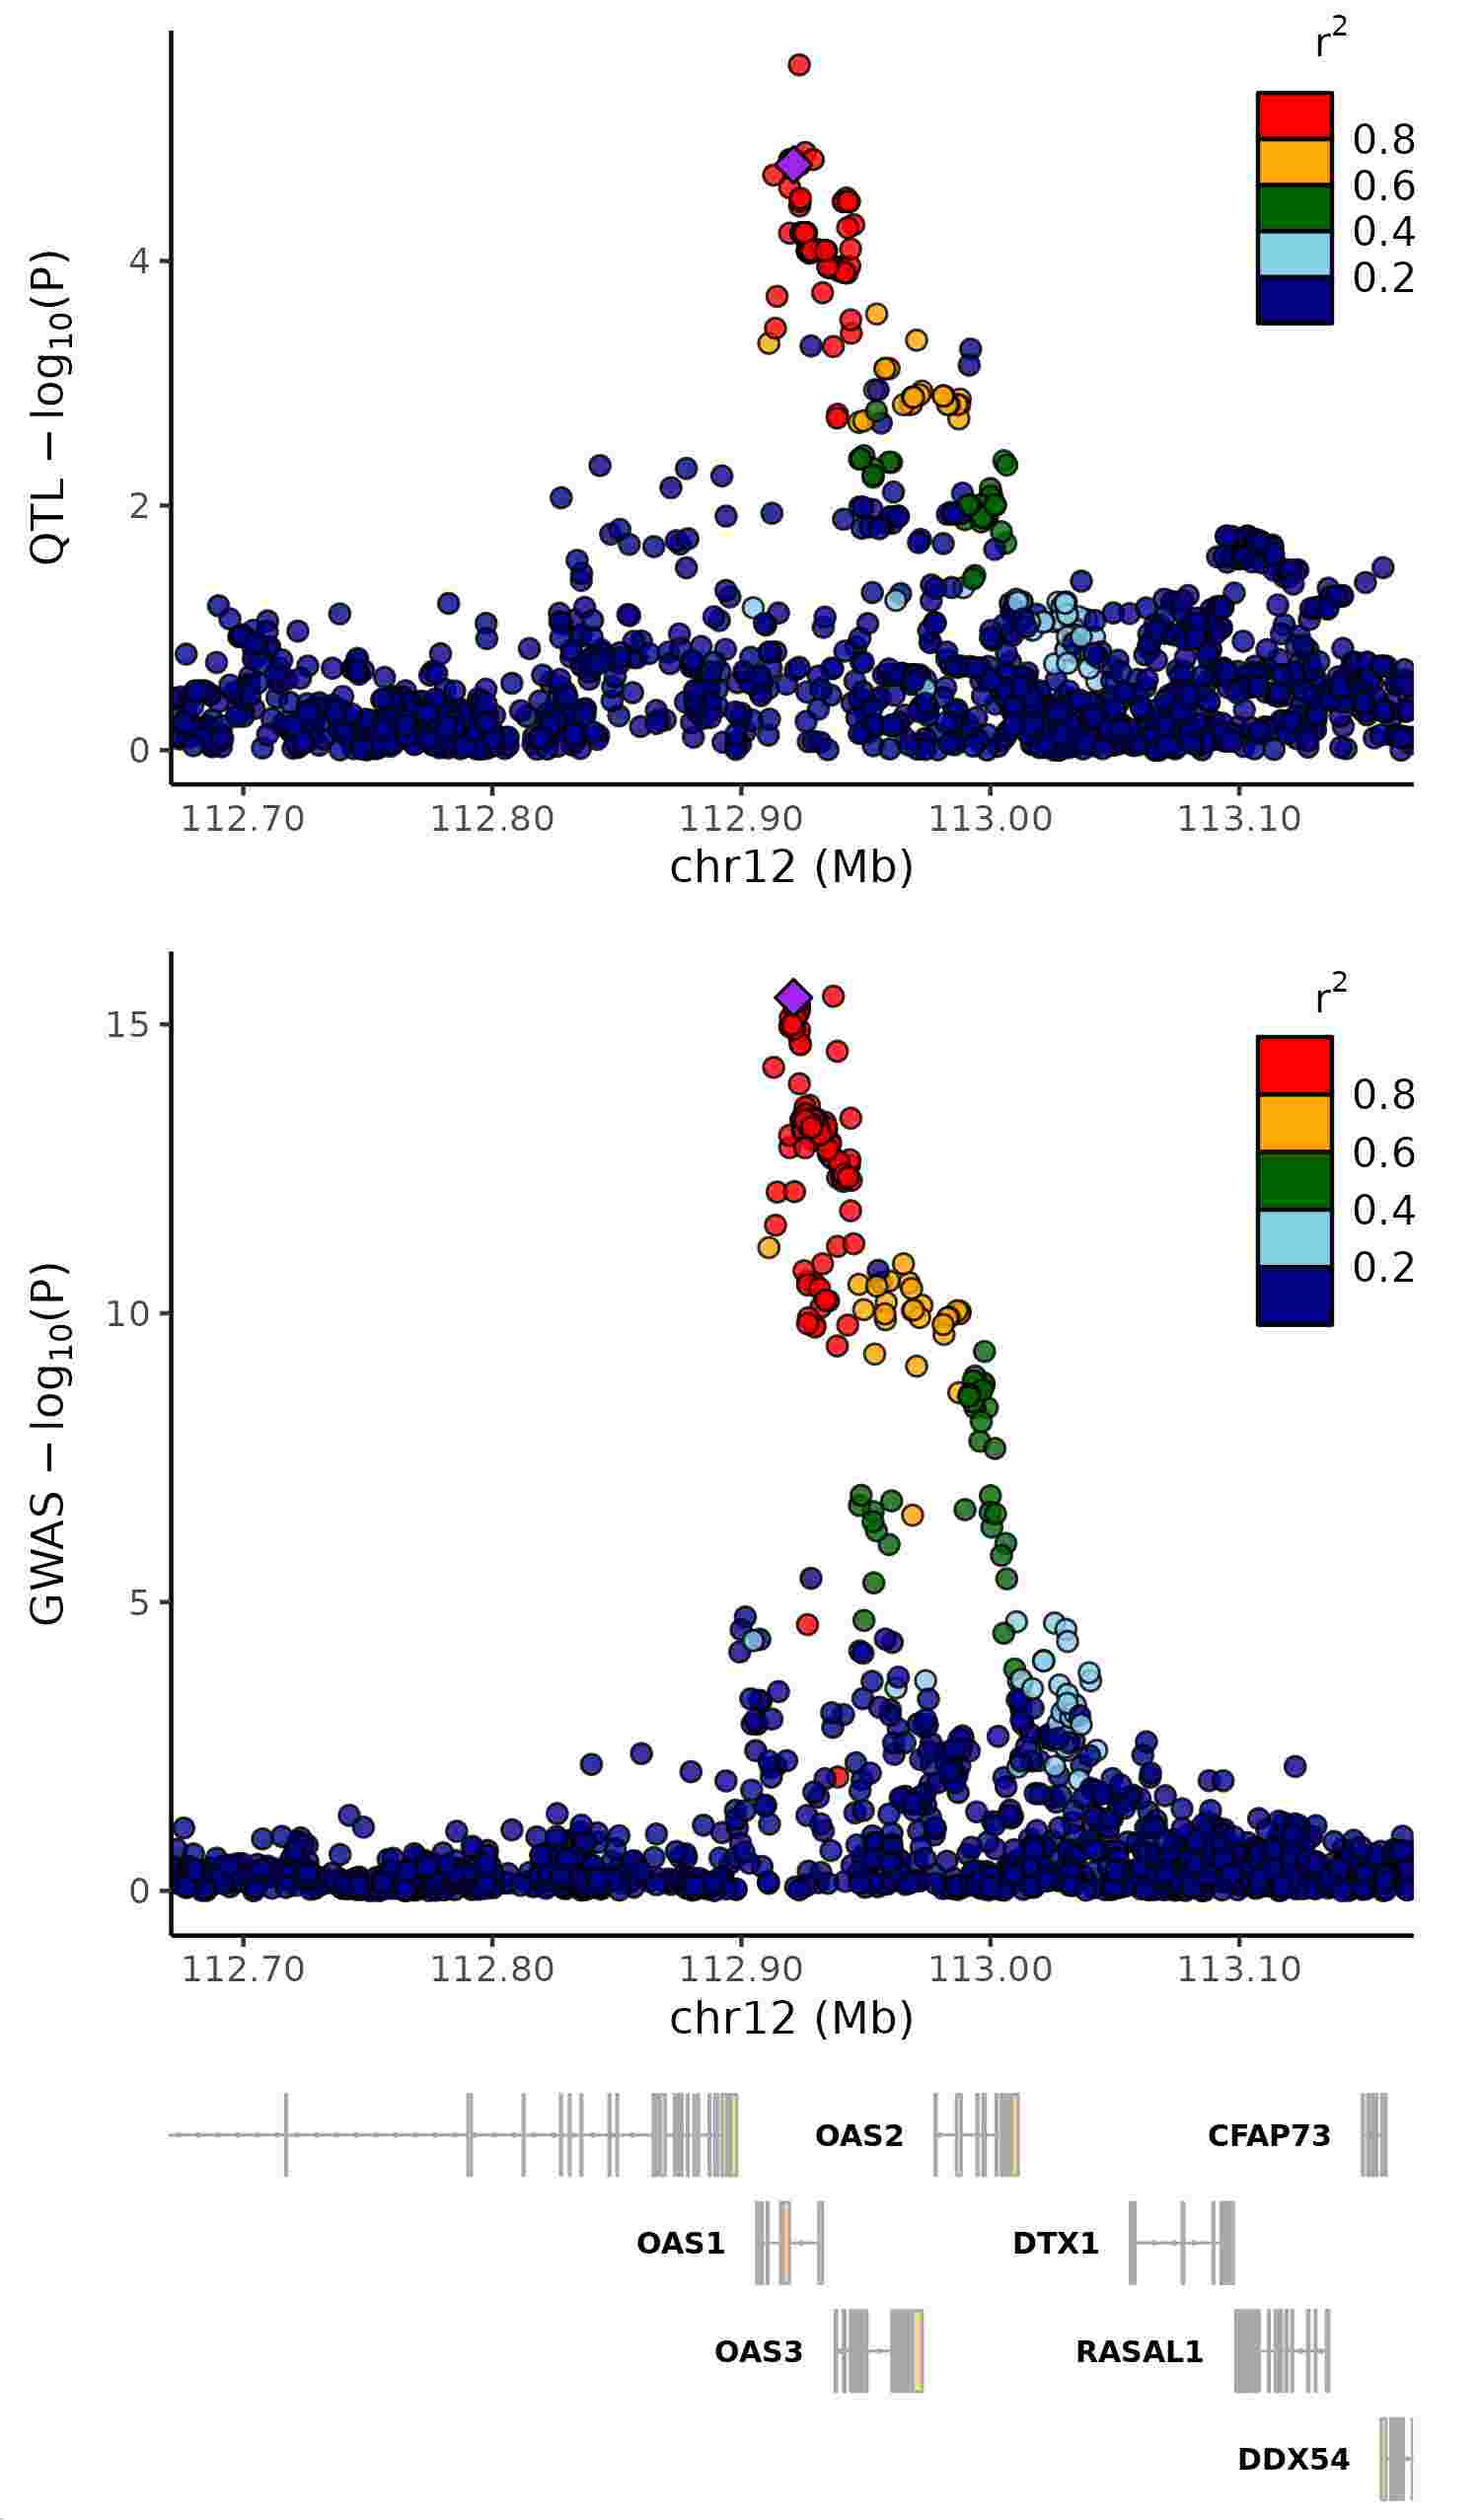 r²
0.8
0.6
0.4
0.2
QTL −log₁₀(P)
4
2
0
112.70 112.80 112.90 113.00 113.10
chr12 (Mb)
r²
0.8
0.6
0.4
0.2
GWAS −log₁₀(P)
15
10
5
0
112.70 112.80 112.90 113.00 113.10
chr12 (Mb)
OAS2 CFAP73
OAS1 DTX1
OAS3 RASAL1
DDX54